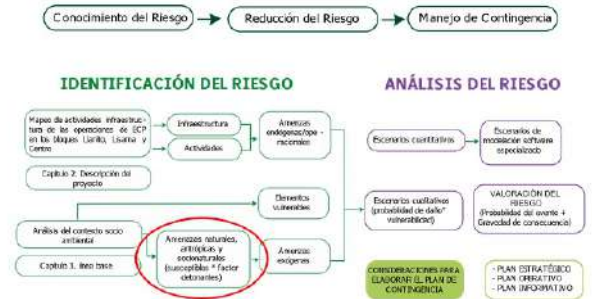 Conocimiento del Riesgo
Reducción del Riesgo
Manejo de Contingencia
IDENTIFICACIÓN DEL RIESGO
ANÁLISIS DEL RIESGO
Mapeo de actividades infraestruc-
tura de las operaciones de ECP
en los bloques Llanito, Lisama y
Centro
Infraestructura
Actividades
Amenazas
endógenas/ope -
racionales
Capítulo 2. Descripción del
proyecto
Elementos
vulnerables
Análisis del contexto socio
ambiental
Capítulo 3. línea base
Amenazas naturales,
antrópicas y
socionaturales
(susceptibles * factor
detonantes)
Amenazas
exógenas
Escenarios cuantitativos
Escenarios de
modelación software
especializado
Escenarios cualitativos
(probabilidad de daño*
vulnerabilidad)
VALORACIÓN DEL
RIESGO
(Probabilidad del evento +
Gravedad de consecuencia)
CONSIDERACIONES PARA
ELABORAR EL PLAN DE
CONTINGENCIA
- PLAN ESTRATÉGICO
- PLAN OPERATIVO
- PLAN INFORMATIVO